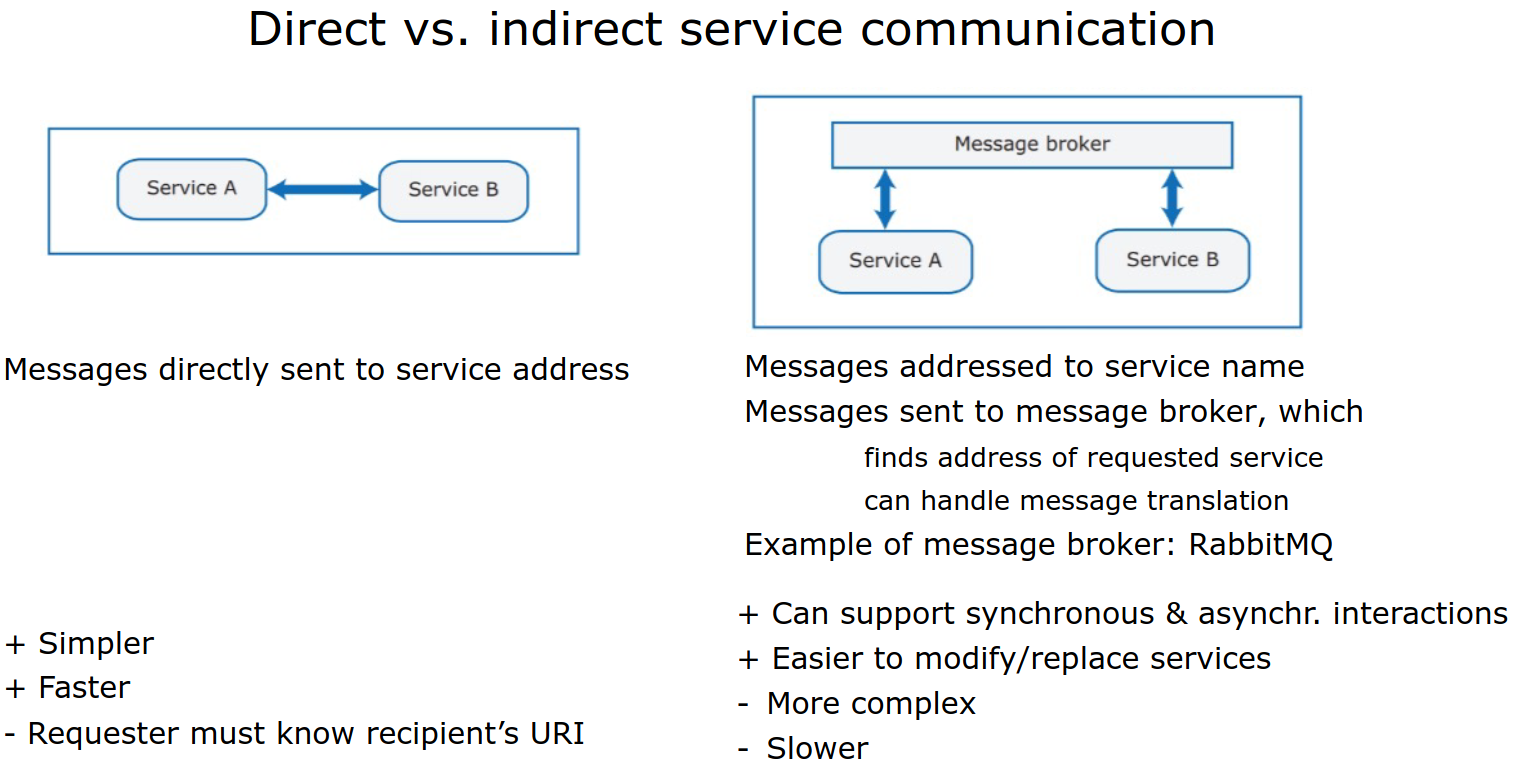 Direct vs. indirect service communication
Service A
Service B
Messages directly sent to service address
+ Simpler
+ Faster
- Requester must know recipient’s URI
Message broker
Service A
Service B
Messages addressed to service name
Messages sent to message broker, which
finds address of requested service
can handle message translation
Example of message broker: RabbitMQ
+ Can support synchronous & asynchr. interactions
+ Easier to modify/replace services
- More complex
- Slower